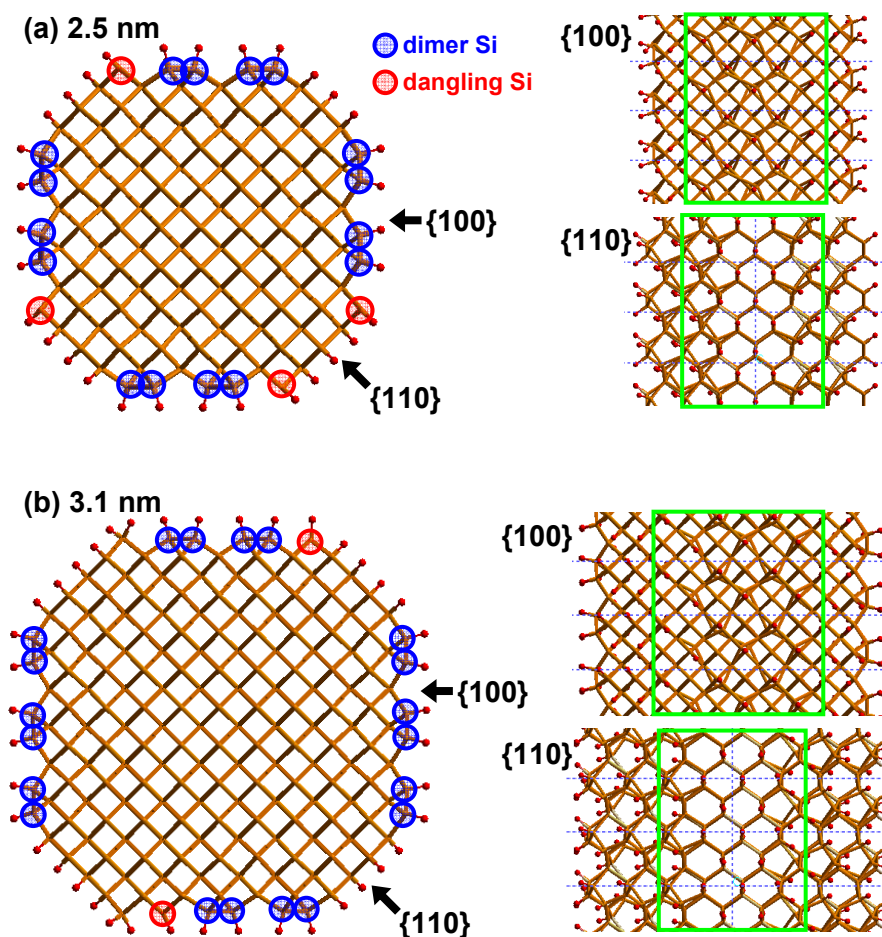 (a) 2.5 nm
dimer Si
dangling Si
{100}
{110}
{100}
{110}
(b) 3.1 nm
{100}
{110}
{100}
{110}